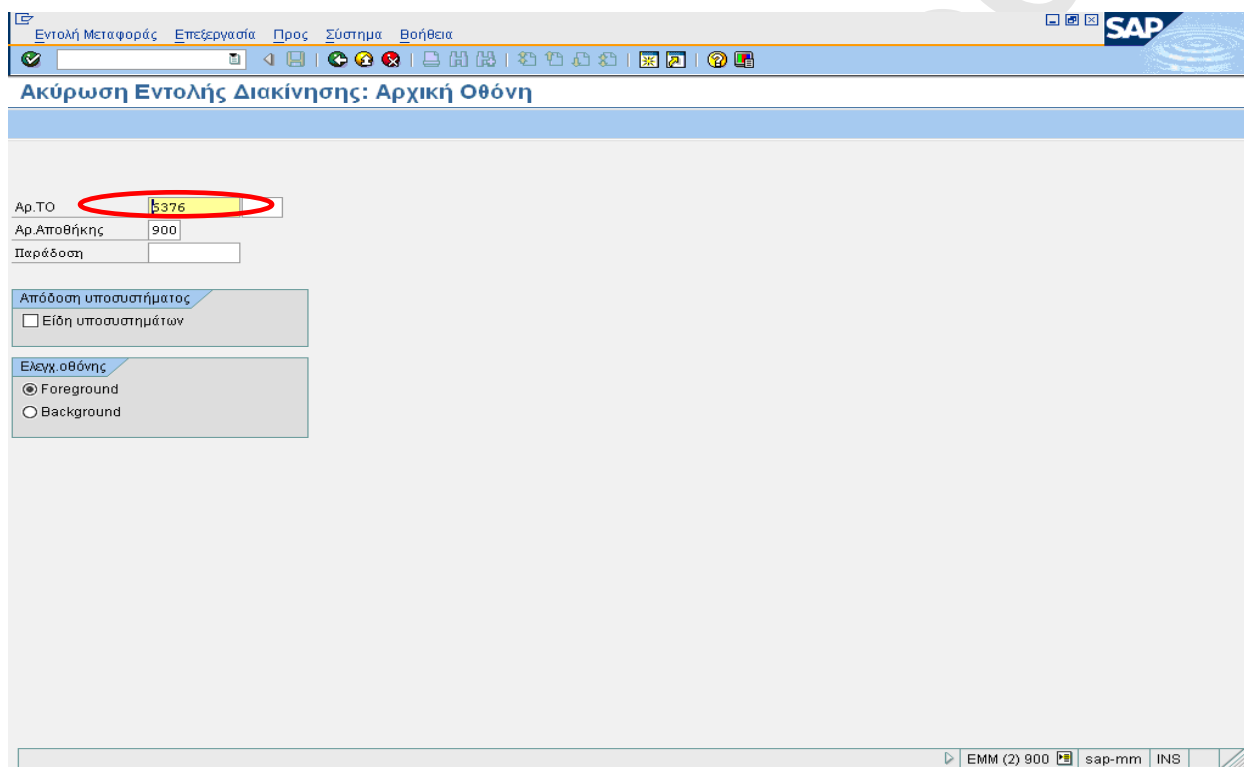 Εντολή Μεταφοράς Επεξεργασία Προς Σύστημα Βοήθεια
SAP
Ακύρωση Εντολής Διακίνησης: Αρχική Οθόνη
Αρ.ΤΟ 5376
Αρ.Αποθήκης 900
Παράδοση
Απόδοση υποσυστήματος
Είδη υποσυστημάτων
Ελεγχ.οθόνης
Foreground
Background
EMM (2) 900 sap-mm INS